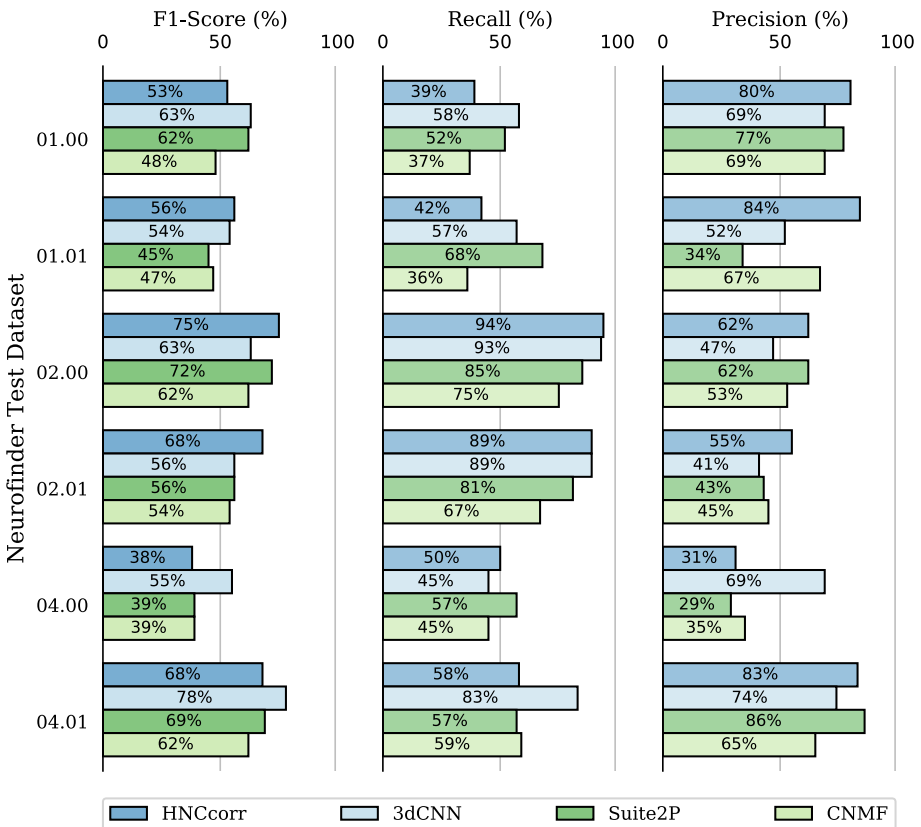 F1-Score (%) Recall (%) Precision (%)
0 50 100 0 50 100 0 50 100
Neurofinder Test Dataset
53% 39% 80%
63% 58% 69%
01.00
62% 52% 77%
48% 37% 69%
56% 42% 84%
54% 57% 52%
01.01
45% 68% 34%
47% 36% 67%
75% 94% 62%
63% 93% 47%
02.00
72% 85% 62%
62% 75% 53%
68% 89% 55%
56% 89% 41%
02.01
56% 81% 43%
54% 67% 45%
38% 50% 31%
55% 45% 69%
04.00
39% 57% 29%
39% 45% 35%
68% 58% 83%
78% 83% 74%
04.01
69% 57% 86%
62% 59% 65%
HNCcorr 3dCNN Suite2P CNMF